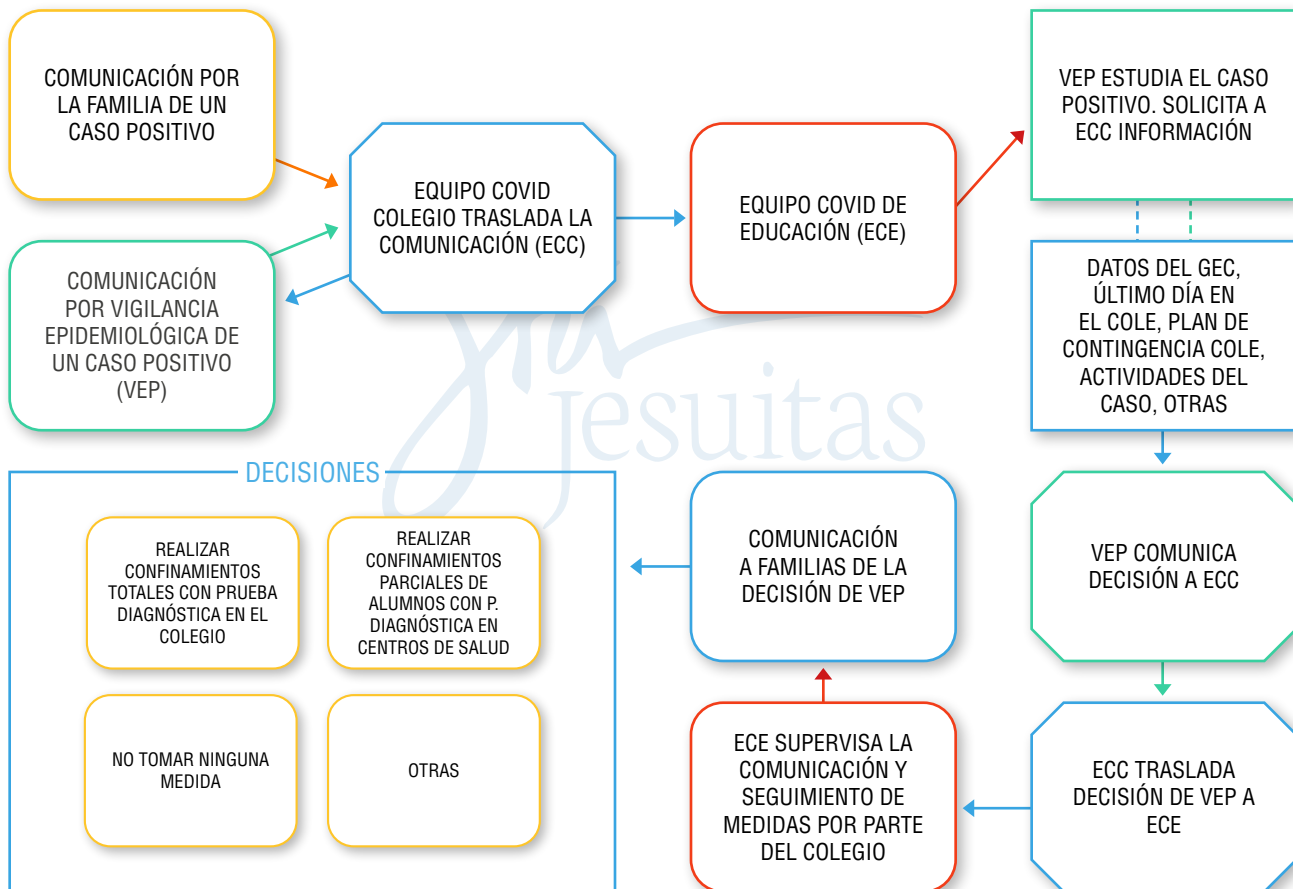 COMUNICACIÓN POR
LA FAMILIA DE UN
CASO POSITIVO
COMUNICACIÓN
POR VIGILANCIA
EPIDEMIOLÓGICA DE
UN CASO POSITIVO
(VEP)
EQUIPO COVID
COLEGIO TRASLADA LA
COMUNICACIÓN (ECC)
EQUIPO COVID DE
EDUCACIÓN (ECE)
VEP ESTUDIA EL CASO
POSITIVO. SOLICITA A
ECC INFORMACIÓN
DATOS DEL GEC,
ÚLTIMO DÍA EN
EL COLE, PLAN DE
CONTINGENCIA COLE,
ACTIVIDADES DEL
CASO, OTRAS
VEP COMUNICA
DECISIÓN A ECC
ECC TRASLADA
DECISIÓN DE VEP A
ECE
ECE SUPERVISA LA
COMUNICACIÓN Y
SEGUIMIENTO DE
MEDIDAS POR PARTE
DEL COLEGIO
COMUNICACIÓN
A FAMILIAS DE LA
DECISIÓN DE VEP
DECISIONES
REALIZAR
CONFINAMIENTOS
TOTALES CON PRUEBA
DIAGNÓSTICA EN EL
COLEGIO
REALIZAR
CONFINAMIENTOS
PARCIALES DE
ALUMNOS CON P.
DIAGNÓSTICA EN
CENTROS DE SALUD
NO TOMAR NINGUNA
MEDIDA
OTRAS
jesuitas